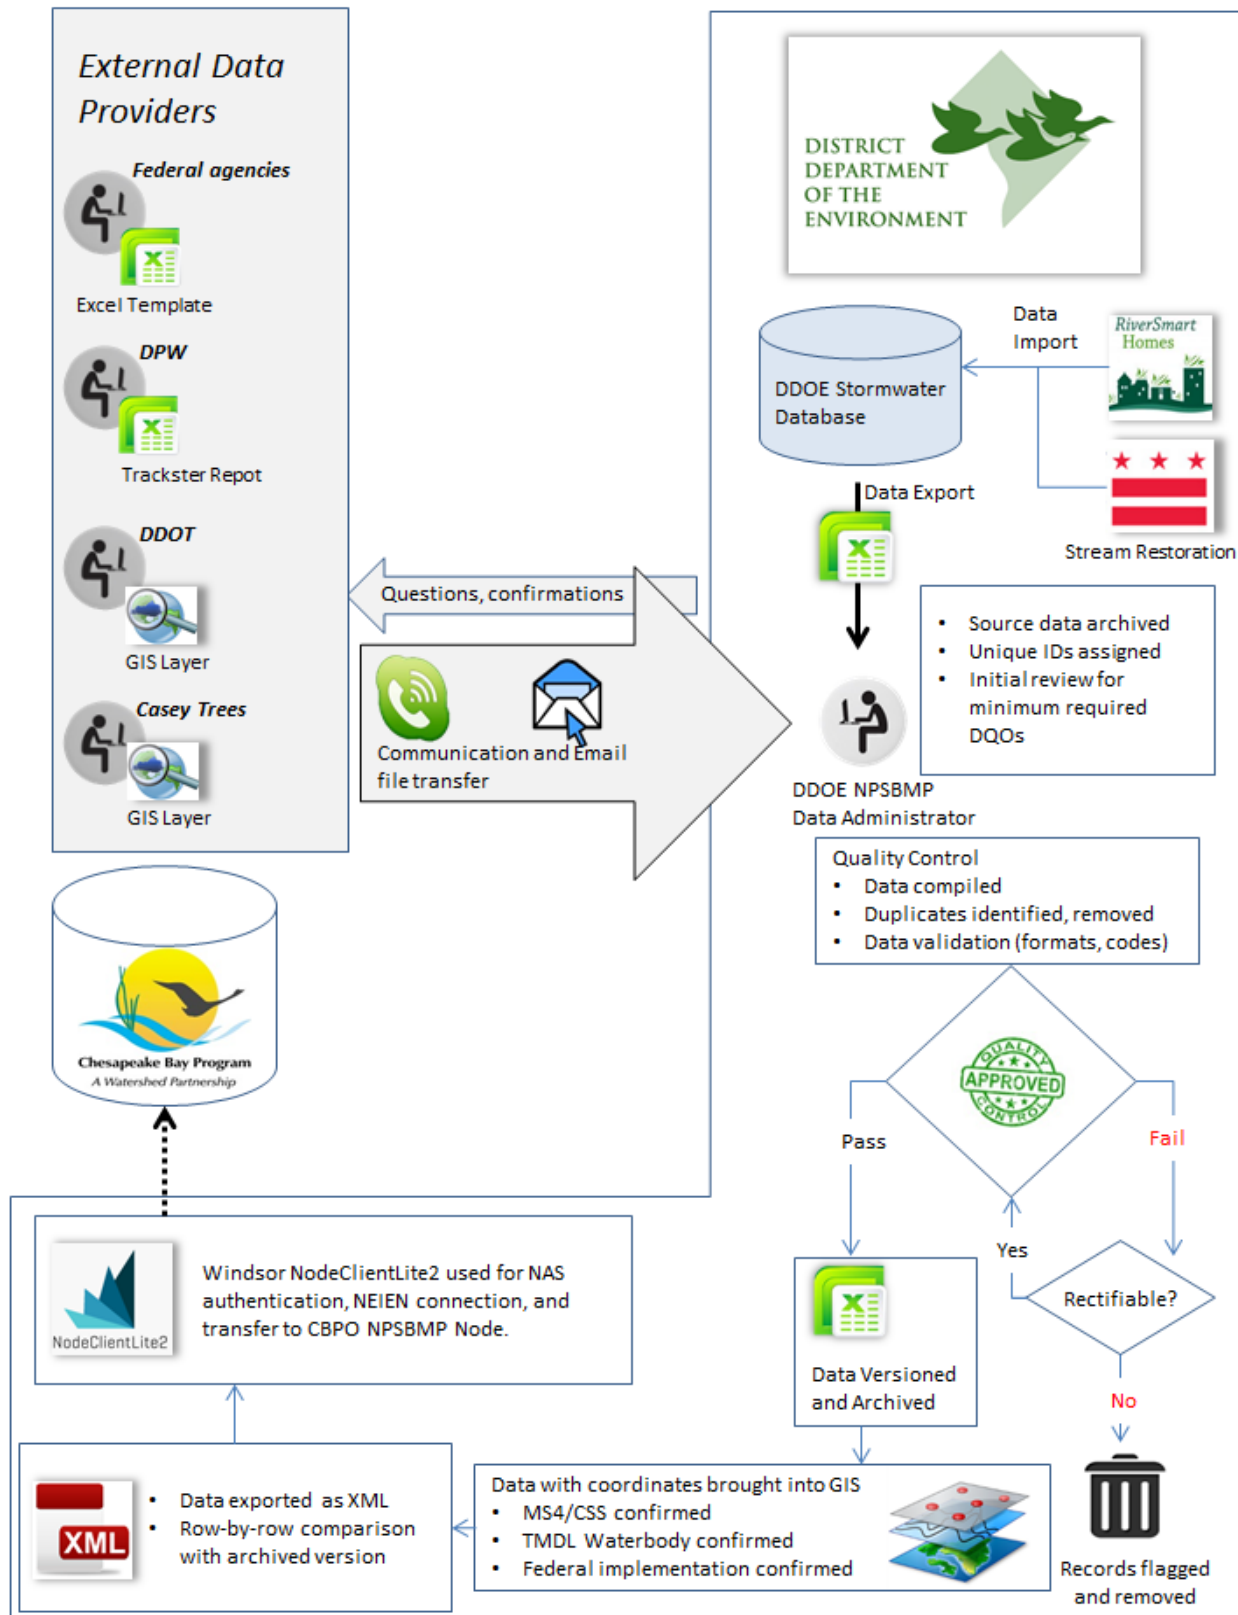 External Data
Providers
Federal agencies
Excel Template
DPW
Trackster Repot
DDOT
GIS Layer
Casey Trees
GIS Layer
Questions, confirmations
Communication and Email
file transfer
DISTRICT
DEPARTMENT
OF THE
ENVIRONMENT
DDOE Stormwater
Database
Data
Import
RiverSmart
Homes
Stream Restoration
Data Export
• Source data archived
• Unique IDs assigned
• Initial review for
minimum required
DQOs
DDOE NPSBMP
Data Administrator
Quality Control
• Data compiled
• Duplicates identified, removed
• Data validation (formats, codes)
QUALITY
APPROVED
CONTROL
Pass
Fail
Yes
Rectifiable?
No
Records flagged
and removed
Data Versioned
and Archived
Data with coordinates brought into GIS
• MS4/CSS confirmed
• TMDL Waterbody confirmed
• Federal implementation confirmed
XML
• Data exported as XML
• Row-by-row comparison
with archived version
NodeClientLite2
Windsor NodeClientLite2 used for NAS
authentication, NEIEN connection, and
transfer to CBPO NPSBMP Node.
Chesapeake Bay Program
A Watershed Partnership